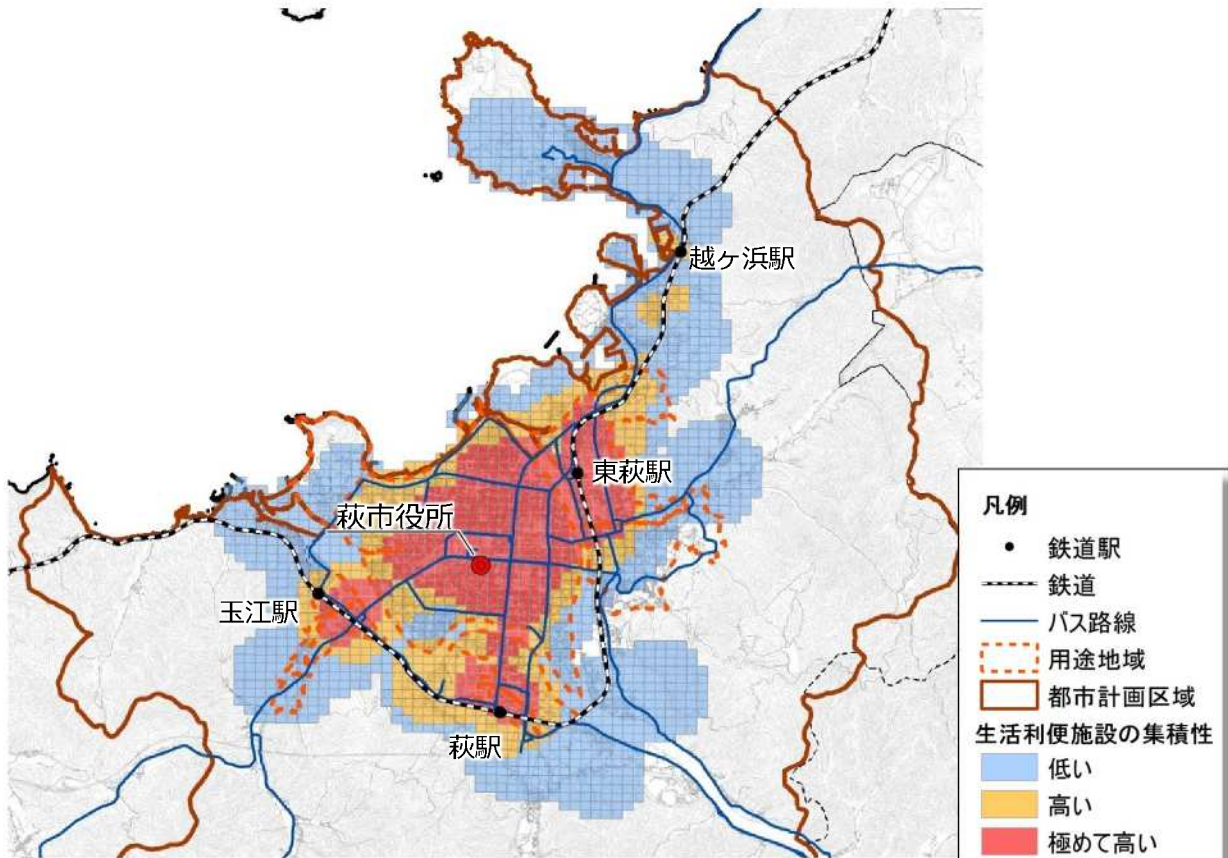 越ヶ浜駅
東萩駅
萩市役所
玉江駅
萩駅
凡例
鉄道駅
鉄道
バス路線
用途地域
都市計画区域
生活利便施設の集積性
低い
高い
極めて高い